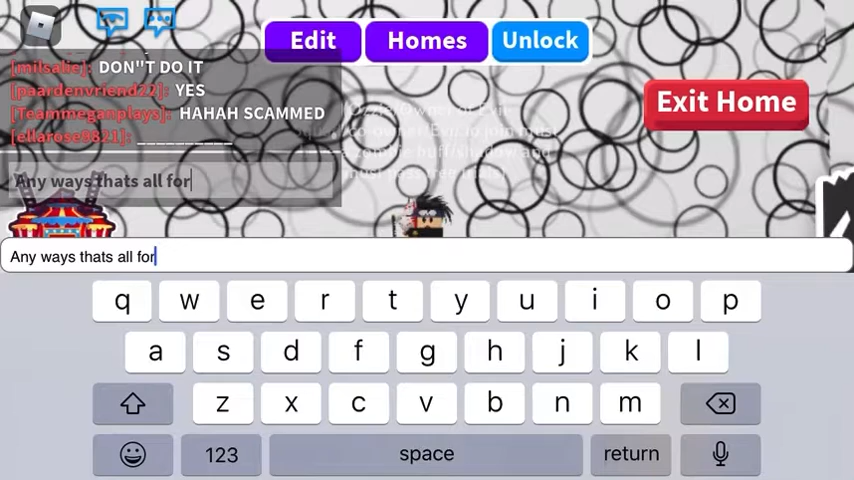 Edit Homes Unlock
[milsalie]: DON"T DO IT
[paardenvriend22]: YES
[Teammeganplays]: HAHAH SCAMMED
[ellarose9821]: __________
Exit Home
Any ways thats all for
Any ways thats all for
q w e r t y u i o p
a s d f g h j k l
z x c v b n m
123 space return